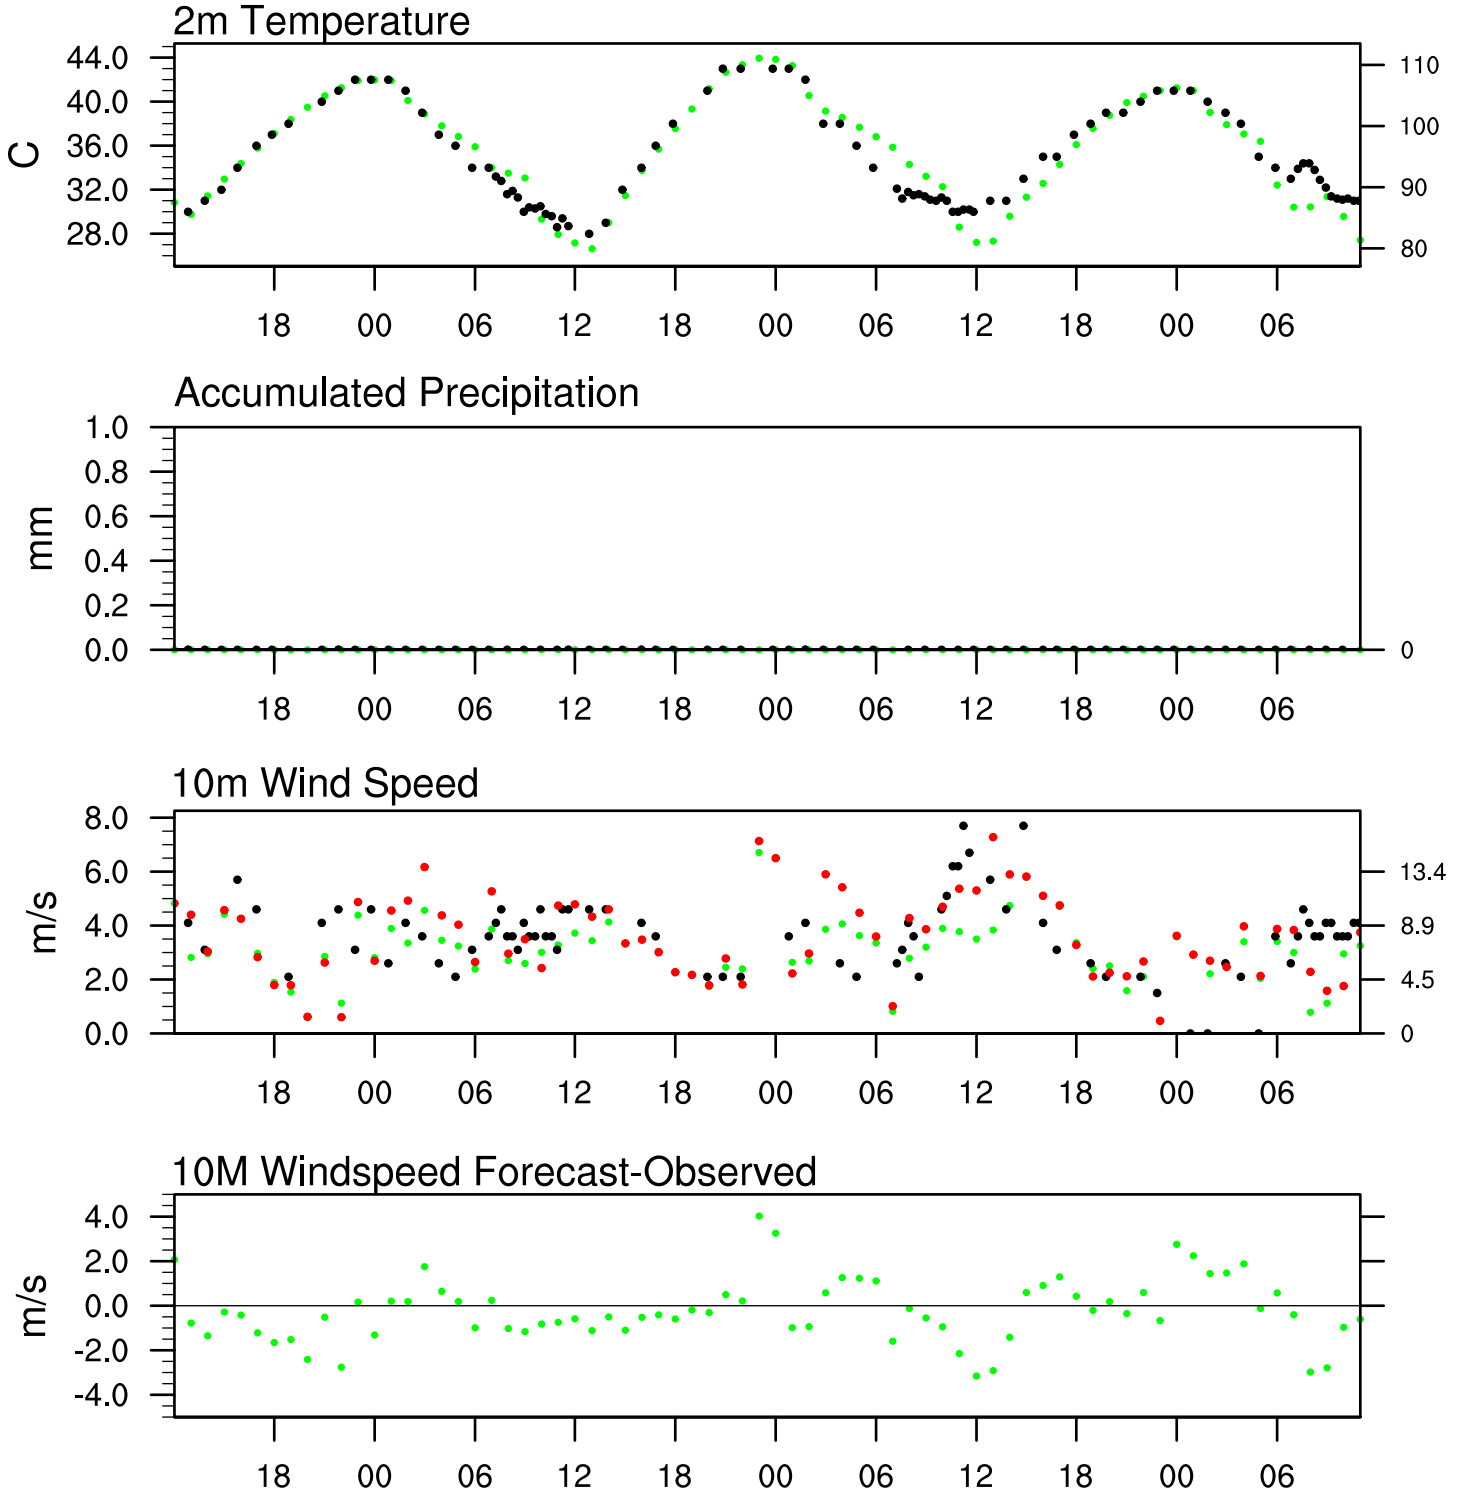 2m Temperature
44.0 110
40.0
36.0 100
C
32.0 90
28.0 80
18 00 06 12 18 00 06 12 18 00 06
Accumulated Precipitation
1.0
0.8
0.6
mm
0.4
0.2
0.0 0
18 00 06 12 18 00 06 12 18 00 06
10m Wind Speed
8.0
6.0 13.4
4.0 8.9
m/s
2.0 4.5
0.0 0
18 00 06 12 18 00 06 12 18 00 06
10M Windspeed Forecast-Observed
4.0
2.0
0.0
m/s
-2.0
-4.0
18 00 06 12 18 00 06 12 18 00 06